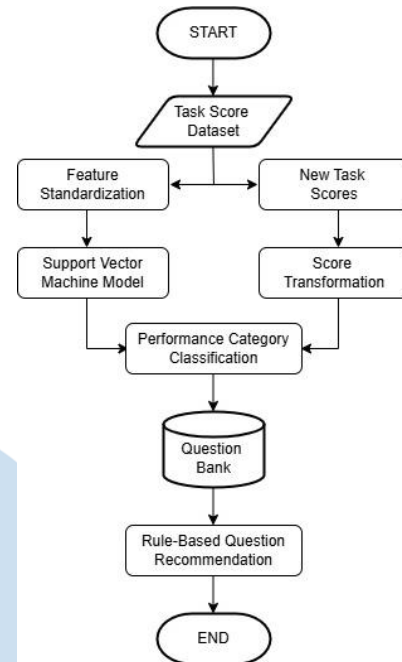 START
Task Score
Dataset
Feature
Standardization
New Task
Scores
Support Vector
Machine Model
Score
Transformation
Performance Category
Classification
Question
Bank
Rule-Based Question
Recommendation
END